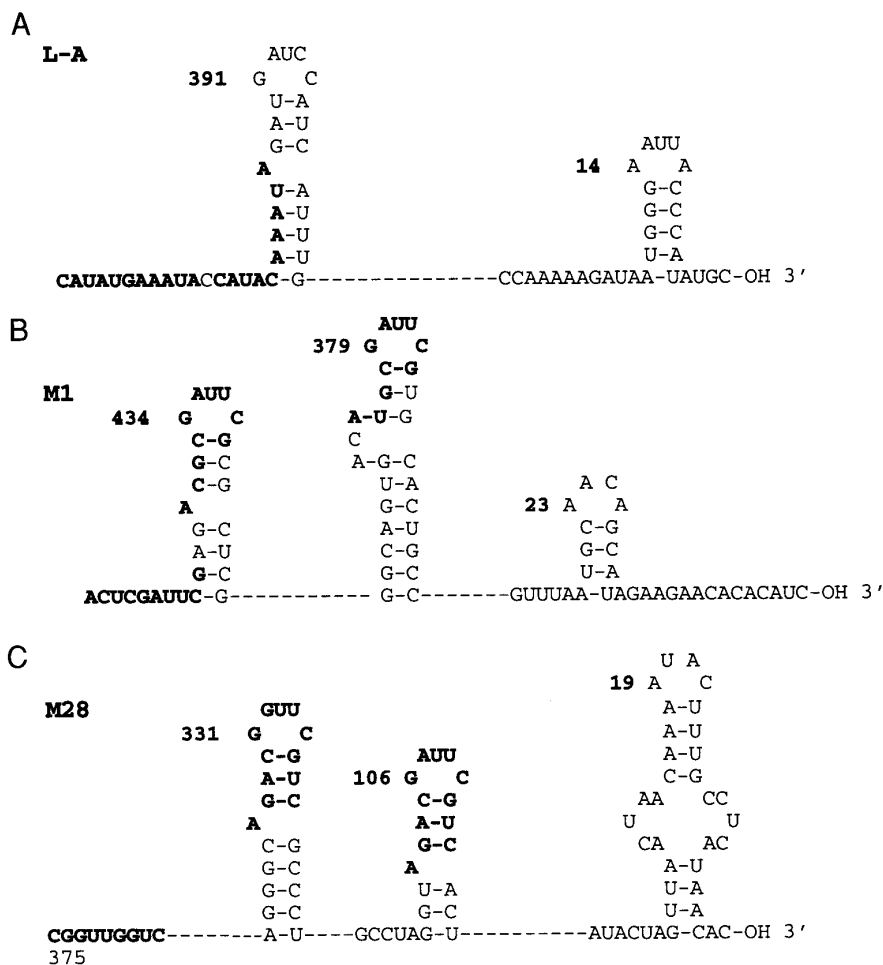 A
L-A
AUC
391 G C
U-A
A-U
G-C
A
AUU
14 A A
U-A
G-C
A-U
G-C
A-U
G-C
A-U
U-A
CAUAUGAAAUACCAUAC-G---------------CCAAAAAGAUAA-UAUGC-OH 3'
B
AUU
379 G C
C-G
M1
AUU
G-U
434 G C
A-U-G
C-G
C
G-C
A-G-C
A C
C-G
U-A
23 A A
A
G-C
C-G
G-C
A-U
G-C
A-U
C-G
U-A
G-C
G-C
ACUCGAUUC-G----------- G-C------GUUUAA-UAGAAGAACACACAUC-OH 3'
C
U A
19 A C
M28
GUU
A-U
331 G C
A-U
AUU
C-G
A-U
106 G C
C-G
A-U
C-G
AA CC
G-C
A-U
U U
A
G-C
C-G
CA AC
A
G-C
A-U
G-C
U-A
U-A
G-C
G-C
U-A
CGGUUGGUC--------A-U----GCCUAG-U----------AUACUAG-CAC-OH 3'
375